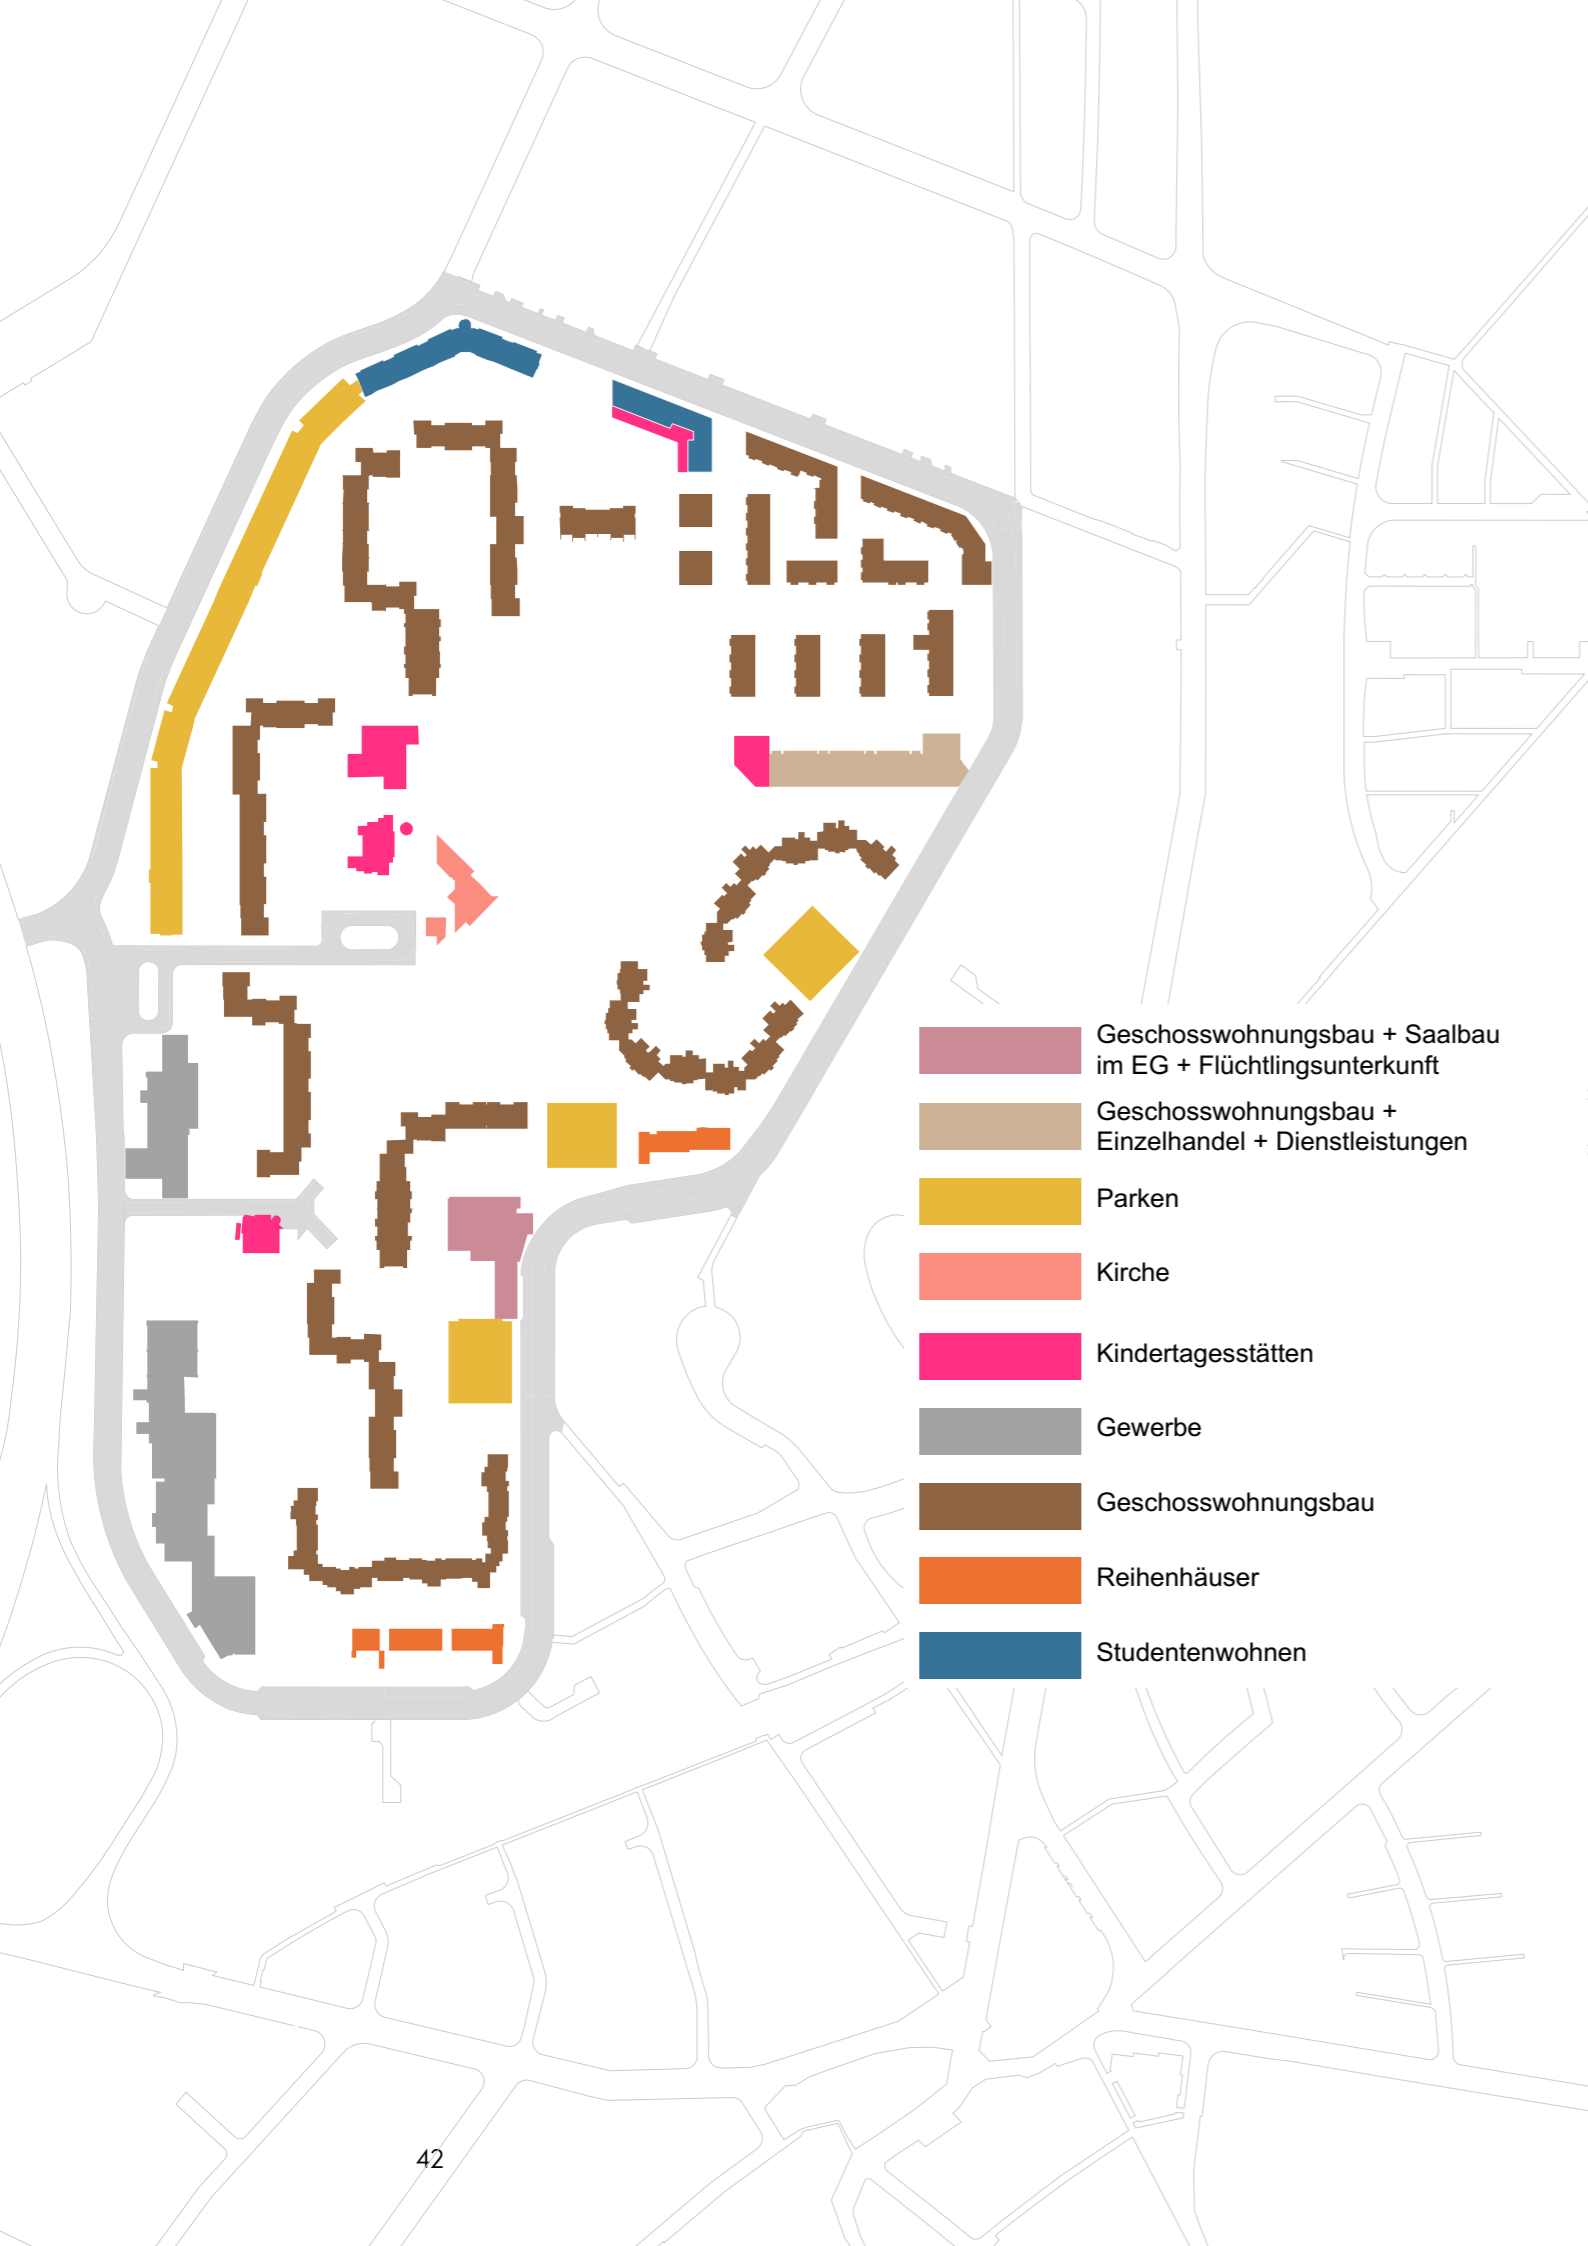 Geschosswohnungsbau + Saalbau
im EG + Flüchtlingsunterkunft
Geschosswohnungsbau +
Einzelhandel + Dienstleistungen
Parken
Kirche
Kindertagesstätten
Gewerbe
Geschosswohnungsbau
Reihenhäuser
Studentenwohnen
42